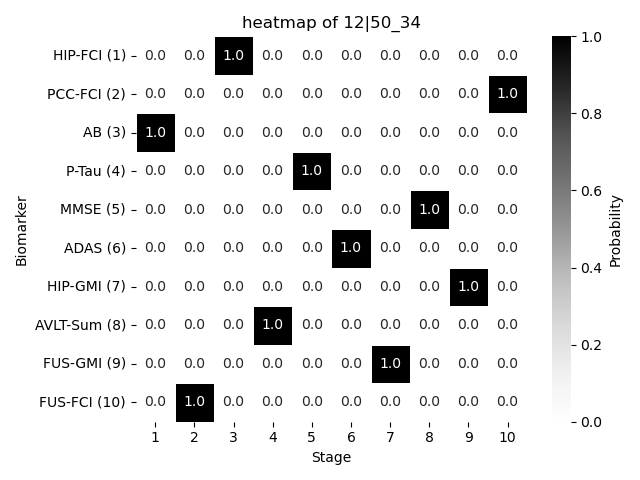 heatmap of 12|50_34
HIP-FCI (1) 0.0 0.0 1.0 0.0 0.0 0.0 0.0 0.0 0.0 0.0
PCC-FCI (2) 0.0 0.0 0.0 0.0 0.0 0.0 0.0 0.0 0.0 1.0
AB (3) 1.0 0.0 0.0 0.0 0.0 0.0 0.0 0.0 0.0 0.0
P-Tau (4) 0.0 0.0 0.0 0.0 1.0 0.0 0.0 0.0 0.0 0.0
MMSE (5) 0.0 0.0 0.0 0.0 0.0 0.0 0.0 1.0 0.0 0.0
ADAS (6) 0.0 0.0 0.0 0.0 0.0 1.0 0.0 0.0 0.0 0.0
HIP-GMI (7) 0.0 0.0 0.0 0.0 0.0 0.0 0.0 0.0 1.0 0.0
AVLT-Sum (8) 0.0 0.0 0.0 1.0 0.0 0.0 0.0 0.0 0.0 0.0
FUS-GMI (9) 0.0 0.0 0.0 0.0 0.0 0.0 1.0 0.0 0.0 0.0
FUS-FCI (10) 0.0 1.0 0.0 0.0 0.0 0.0 0.0 0.0 0.0 0.0
1 2 3 4 5 6 7 8 9 10
Stage
Biomarker
1.0
0.8
0.6
0.4
0.2
0.0
Probability